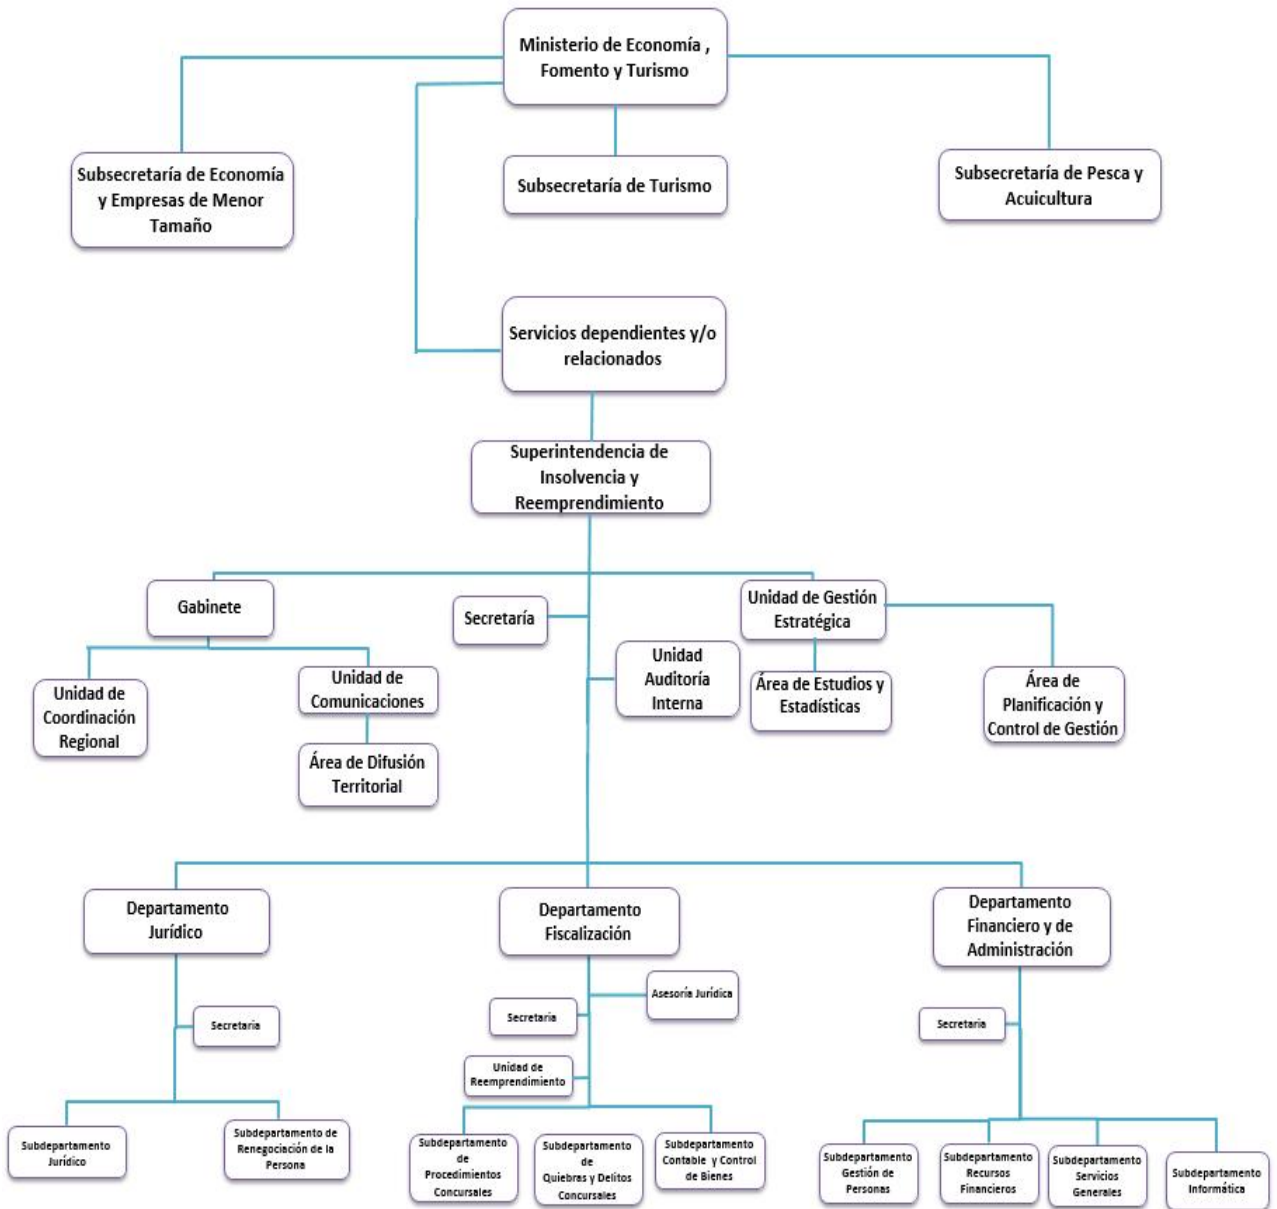 Ministerio de Economía ,
Fomento y Turismo
Subsecretaría de Economía
y Empresas de Menor
Tamaño
Subsecretaría de Turismo
Subsecretaría de Pesca y
Acuicultura
Servicios dependientes y/o
relacionados
Superintendencia de
Insolvencia y
Reemprendimiento
Gabinete
Secretaría
Unidad de Gestión
Estratégica
Unidad de
Coordinación
Regional
Unidad de
Comunicaciones
Área de Difusión
Territorial
Unidad
Auditoría
Interna
Área de Estudios y
Estadísticas
Área de
Planificación y
Control de Gestión
Departamento
Jurídico
Departamento
Fiscalización
Departamento
Financiero y de
Administración
Secretaria
Asesoría Jurídica
Secretaria
Unidad de
Reemprendimiento
Secretaria
Subdepartamento
Jurídico
Subdepartamento de
Renegociación de la
Persona
Subdepartamento
de
Procedimientos
Concursales
Subdepartamento
de
Quiebras y Delitos
Concursales
Subdepartamento
Contable y Control
de Bienes
Subdepartamento
Gestión de
Personas
Subdepartamento
Recursos
Financieros
Subdepartamento
Servicios
Generales
Subdepartamento
Informática